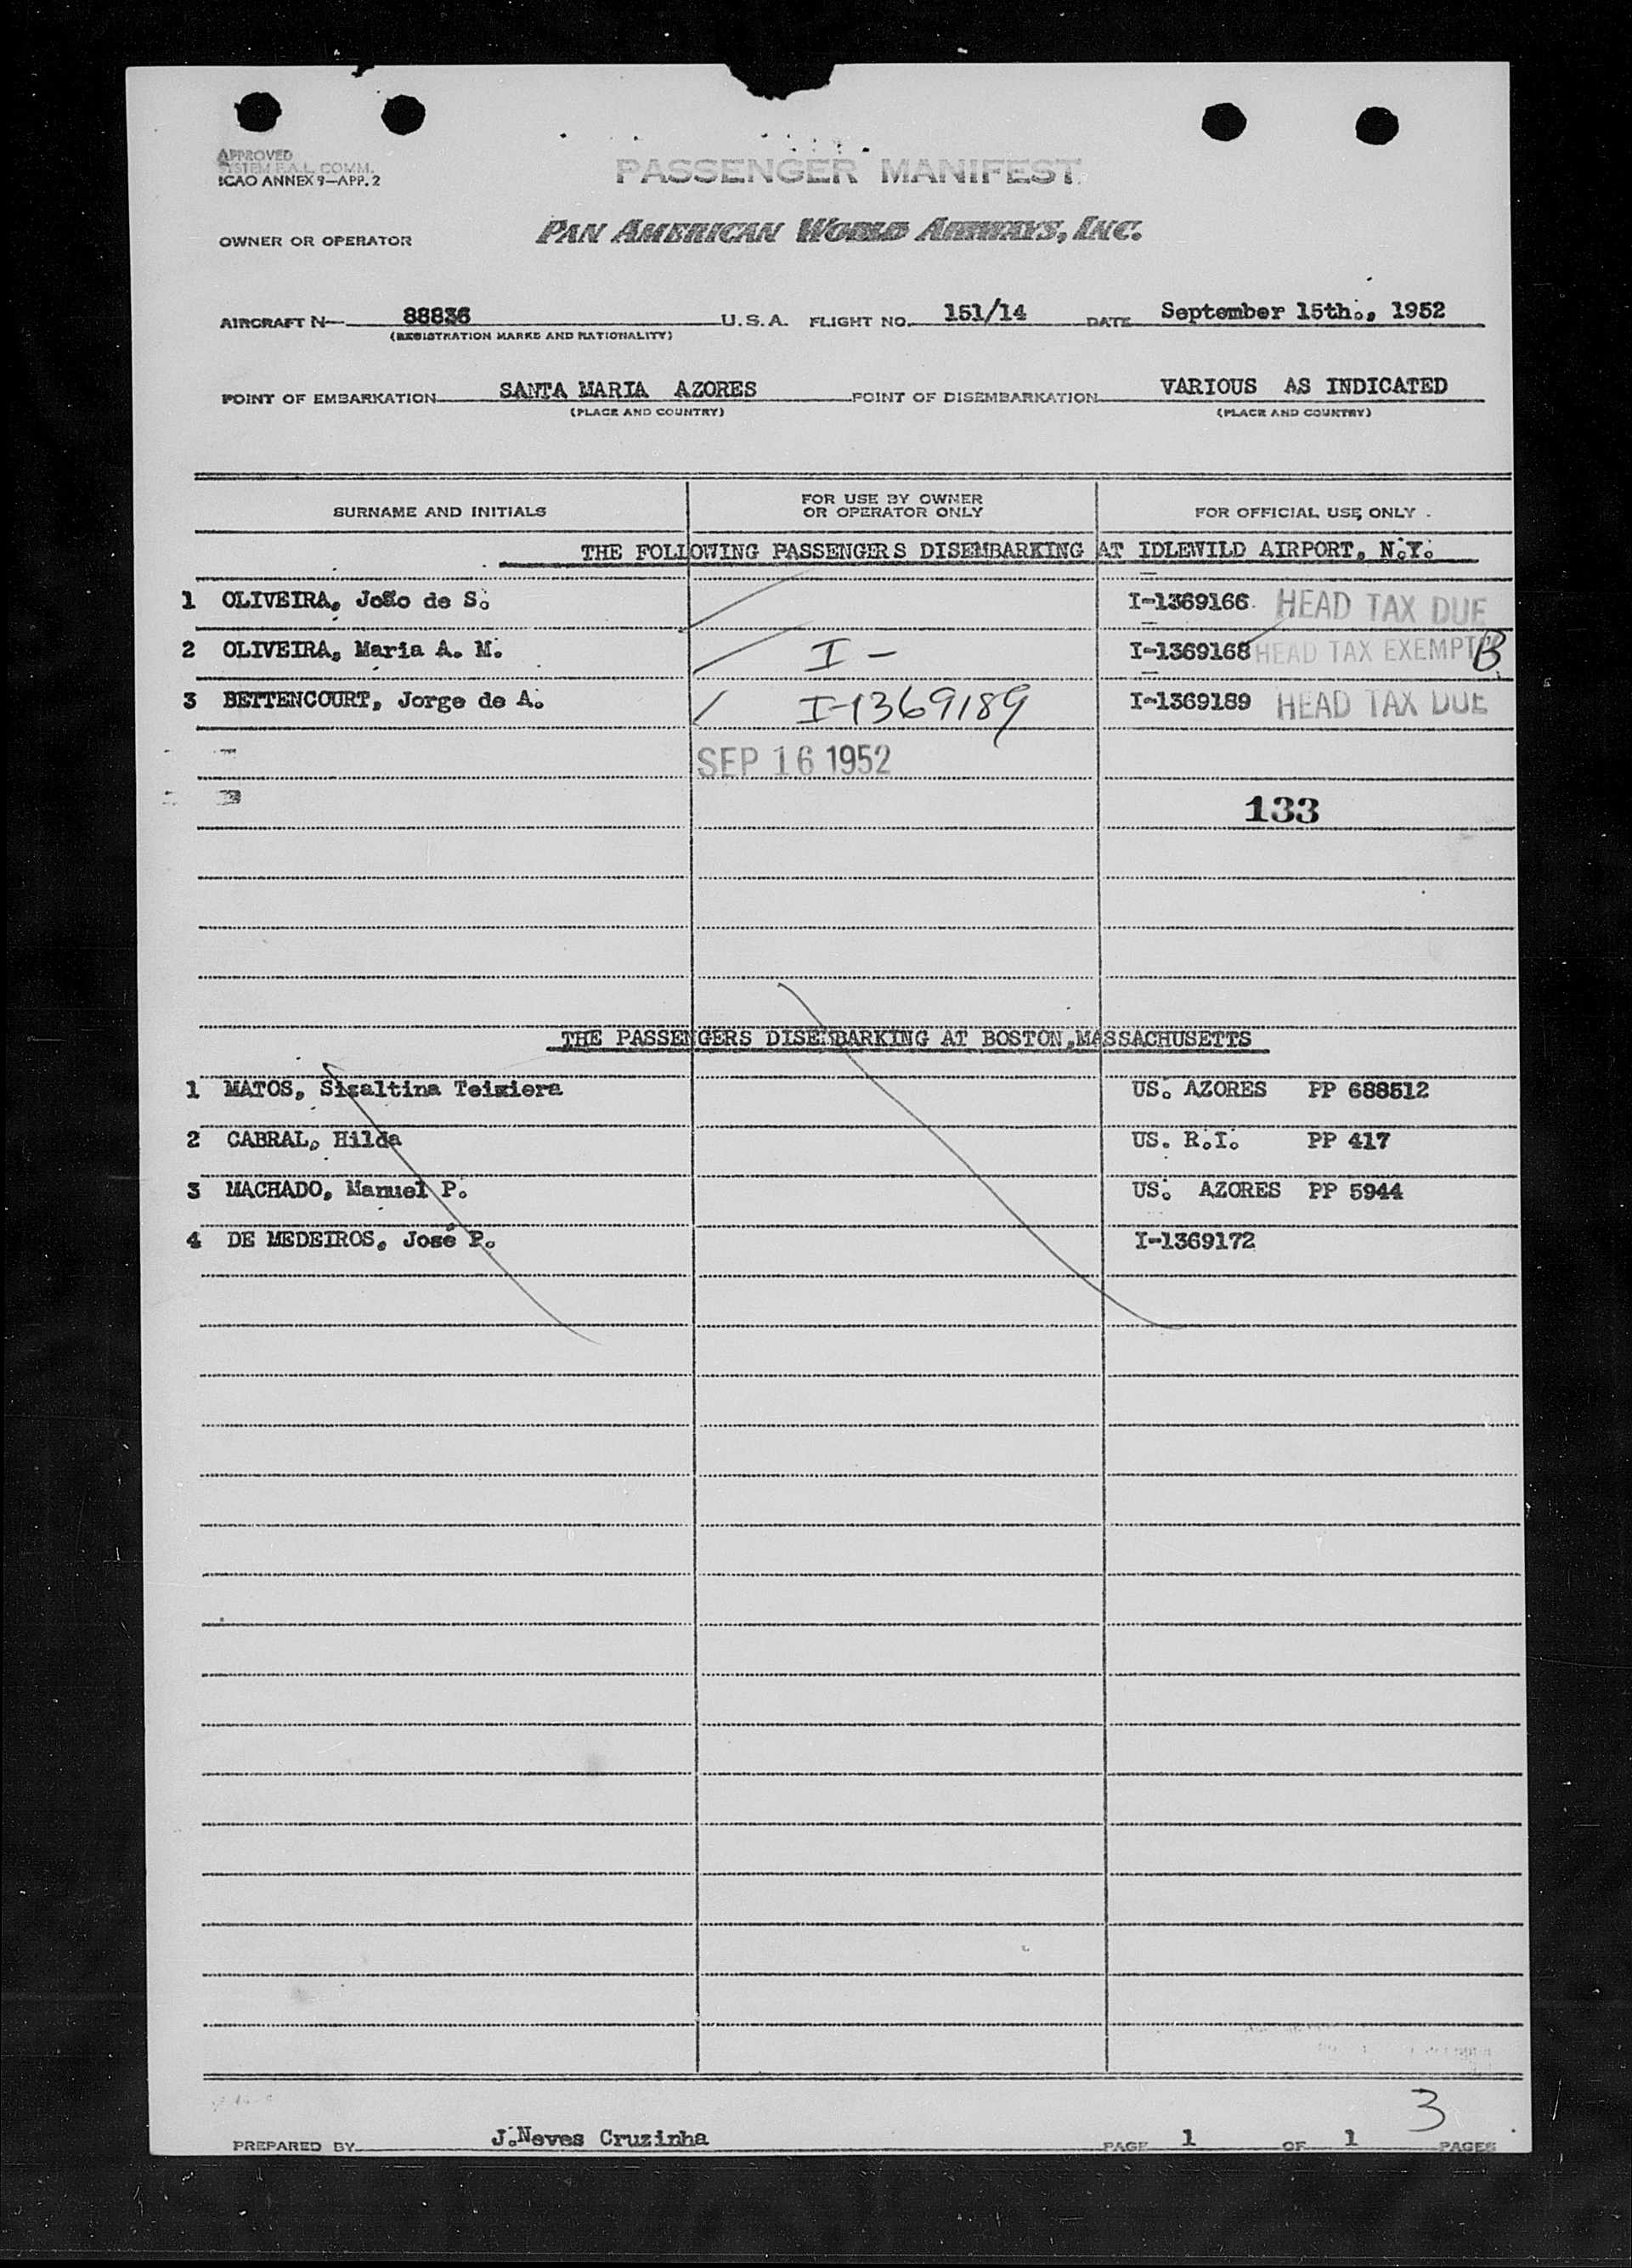 APPROVED
SYSTEM F.A.L. COMM.
ICAO ANNEX 9—APP. 2
PASSENGER MANIFEST
OWNER OR OPERATOR PAN AMERICAN WORLD AIRWAYS, INC.
AIRCRAFT N— 88836 U.S.A. FLIGHT NO. 151/14 DATE September 15th., 1952
(REGISTRATION MARKS AND NATIONALITY)
POINT OF EMBARKATION SANTA MARIA AZORES POINT OF DISEMBARKATION VARIOUS AS INDICATED
(PLACE AND COUNTRY) (PLACE AND COUNTRY)
SURNAME AND INITIALS FOR USE BY OWNER OR OPERATOR ONLY FOR OFFICIAL USE ONLY
THE FOLLOWING PASSENGERS DISEMBARKING AT IDLEWILD AIRPORT, N.Y.
1 OLIVEIRA, João de S. I-1369166 HEAD TAX DUE
2 OLIVEIRA, Maria A. M. I- I-1369168 HEAD TAX EXEMPT B
3 BETTENCOURT, Jorge de A. I-1369189 I-1369189 HEAD TAX DUE
SEP 16 1952
133
THE PASSENGERS DISEMBARKING AT BOSTON,MASSACHUSETTS
1 MATOS, Sizaltina Teixiera US. AZORES PP 688512
2 CABRAL, Hilda US. R.I. PP 417
3 MACHADO, Manuel P. US. AZORES PP 5944
4 DE MEDEIROS, José P. I-1369172
3
PREPARED BY J.Neves Cruzinha PAGE 1 OF 1 PAGES